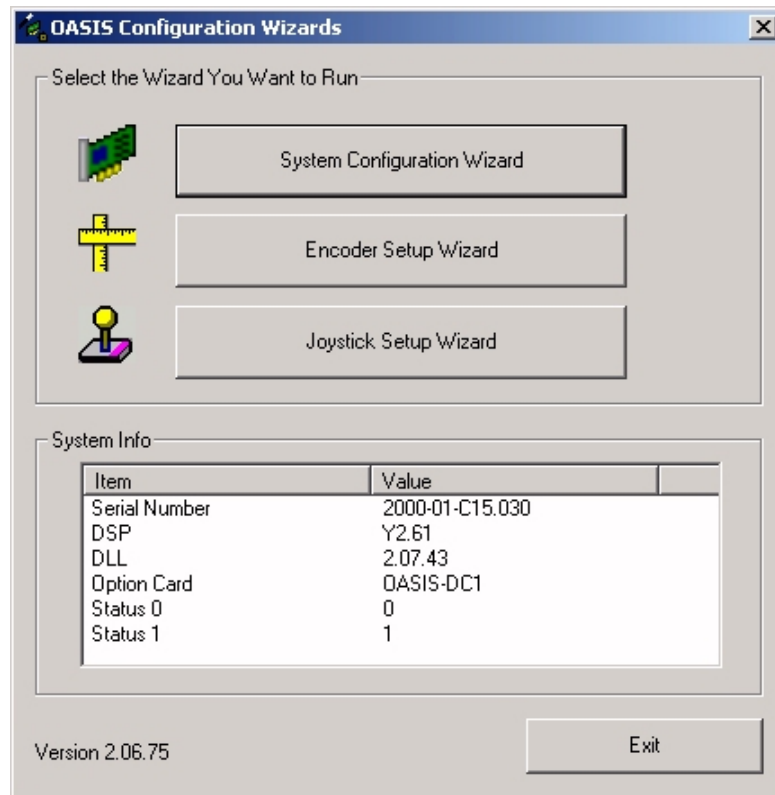 OASIS Configuration Wizards
Select the Wizard You Want to Run
System Configuration Wizard
Encoder Setup Wizard
Joystick Setup Wizard
System Info
Item Value
Serial Number 2000-01-C15.030
DSP Y2.61
DLL 2.07.43
Option Card OASIS-DC1
Status 0 0
Status 1 1
Version 2.06.75
Exit